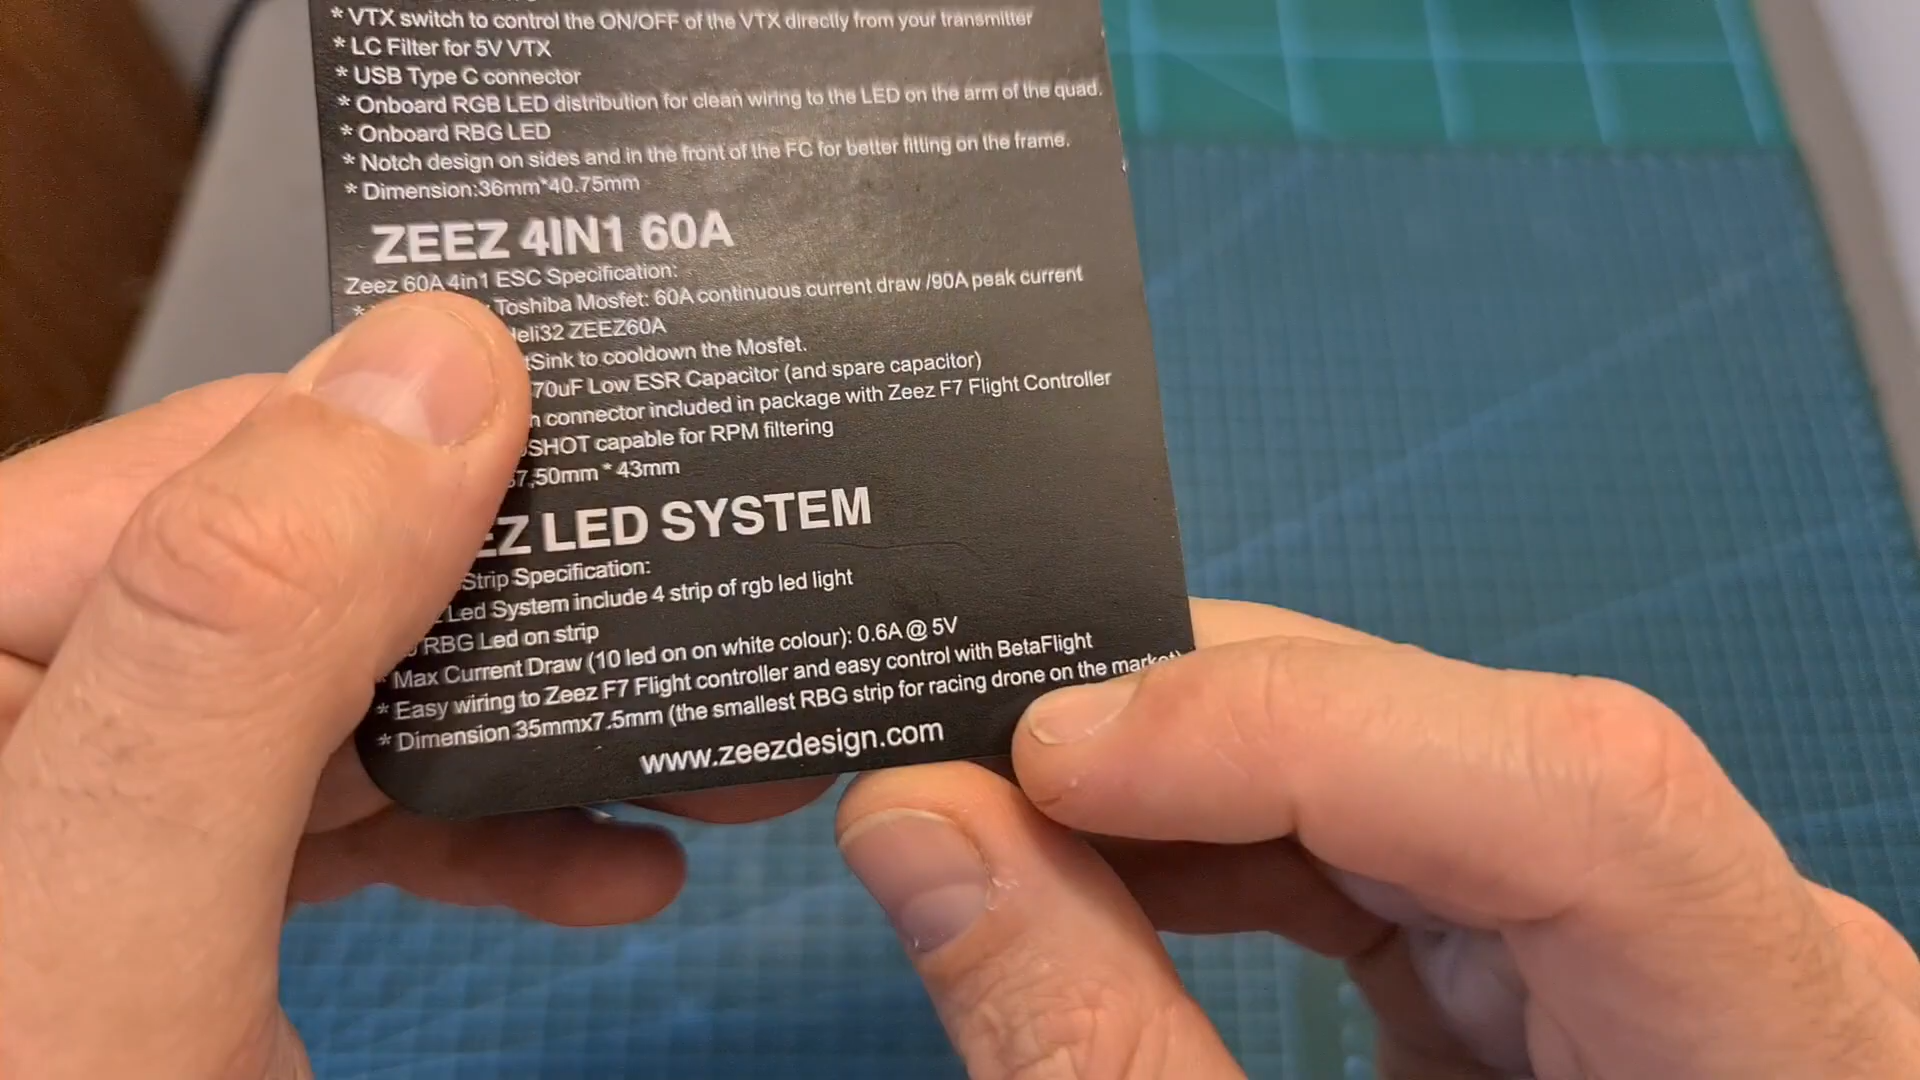 * VTX switch to control the ON/OFF of the VTX directly from your transmitter
* LC Filter for 5V VTX
* USB Type C connector
* Onboard RGB LED distribution for clean wiring to the LED on the arm of the quad.
* Onboard RBG LED
* Notch design on sides and in the front of the FC for better fitting on the frame.
* Dimension:36mm*40.75mm
ZEEZ 4IN1 60A
Zeez 60A 4in1 ESC Specification:
* Toshiba Mosfet: 60A continuous current draw /90A peak current
ZEEZ60A
to cooldown the Mosfet.
Low ESR Capacitor (and spare capacitor)
connector included in package with Zeez F7 Flight Controller
capable for RPM filtering
* 43mm
LED SYSTEM
Strip Specification:
Led System include 4 strip of rgb led light
RBG Led on strip
* Max Current Draw (10 led on on white colour): 0.6A @ 5V
* Easy wiring to Zeez F7 Flight controller and easy control with BetaFlight
* Dimension 35mmx7.5mm (the smallest RBG strip for racing drone on the market)
www.zeezdesign.com